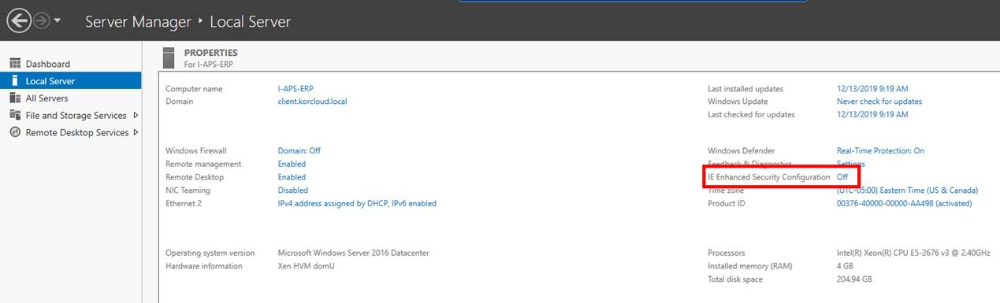 Server Manager ‣ Local Server
Dashboard
Local Server
All Servers
File and Storage Services
Remote Desktop Services
PROPERTIES
For I-APS-ERP
Computer name I-APS-ERP
Domain client.korcloud.local
Last installed updates 12/13/2019 9:19 AM
Windows Update Never check for updates
Last checked for updates 12/13/2019 9:19 AM
Windows Firewall Domain: Off
Remote management Enabled
Remote Desktop Enabled
NIC Teaming Disabled
Ethernet 2 IPv4 address assigned by DHCP, IPv6 enabled
Windows Defender Real-Time Protection: On
Feedback & Diagnostics Settings
IE Enhanced Security Configuration Off
Time zone (UTC-05:00) Eastern Time (US & Canada)
Product ID 00376-40000-00000-AA498 (activated)
Operating system version Microsoft Windows Server 2016 Datacenter
Hardware information Xen HVM domU
Processors Intel(R) Xeon(R) CPU E5-2676 v3 @ 2.40GHz
Installed memory (RAM) 4 GB
Total disk space 204.94 GB